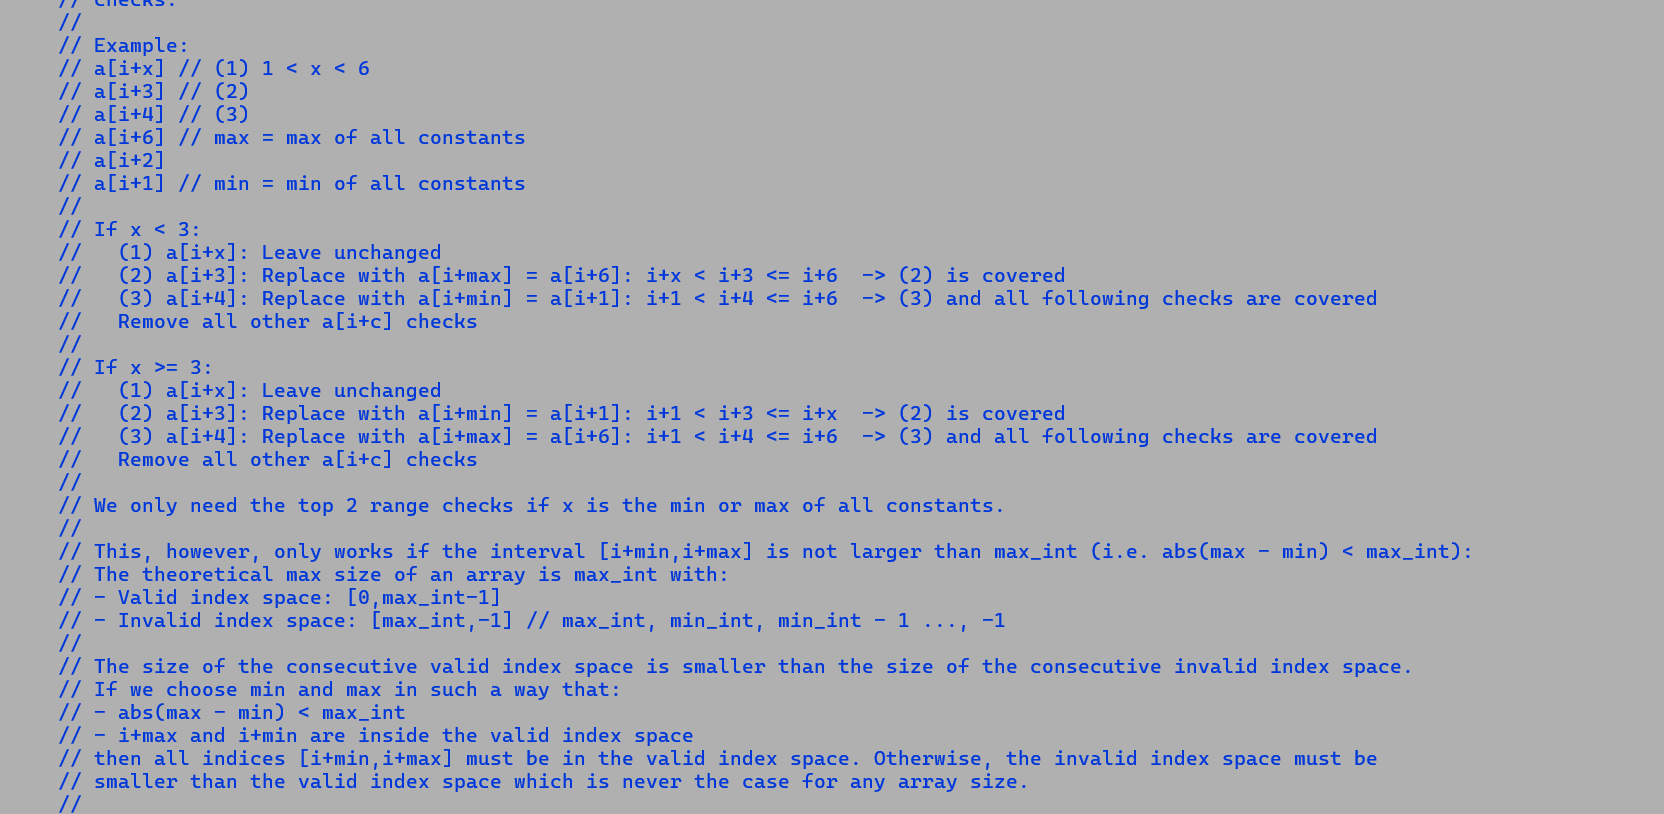 // checks.
//
// Example:
// a[i+x] // (1) 1 < x < 6
// a[i+3] // (2)
// a[i+4] // (3)
// a[i+6] // max = max of all constants
// a[i+2]
// a[i+1] // min = min of all constants
//
// If x < 3:
//   (1) a[i+x]: Leave unchanged
//   (2) a[i+3]: Replace with a[i+max] = a[i+6]: i+x < i+3 <= i+6  -> (2) is covered
//   (3) a[i+4]: Replace with a[i+min] = a[i+1]: i+1 < i+4 <= i+6  -> (3) and all following checks are covered
//   Remove all other a[i+c] checks
//
// If x >= 3:
//   (1) a[i+x]: Leave unchanged
//   (2) a[i+3]: Replace with a[i+min] = a[i+1]: i+1 < i+3 <= i+x  -> (2) is covered
//   (3) a[i+4]: Replace with a[i+max] = a[i+6]: i+1 < i+4 <= i+6  -> (3) and all following checks are covered
//   Remove all other a[i+c] checks
//
// We only need the top 2 range checks if x is the min or max of all constants.
//
// This, however, only works if the interval [i+min,i+max] is not larger than max_int (i.e. abs(max - min) < max_int):
// The theoretical max size of an array is max_int with:
// - Valid index space: [0,max_int-1]
// - Invalid index space: [max_int,-1] // max_int, min_int, min_int - 1 ..., -1
//
// The size of the consecutive valid index space is smaller than the size of the consecutive invalid index space.
// If we choose min and max in such a way that:
// - abs(max - min) < max_int
// - i+max and i+min are inside the valid index space
// then all indices [i+min,i+max] must be in the valid index space. Otherwise, the invalid index space must be
// smaller than the valid index space which is never the case for any array size.
//